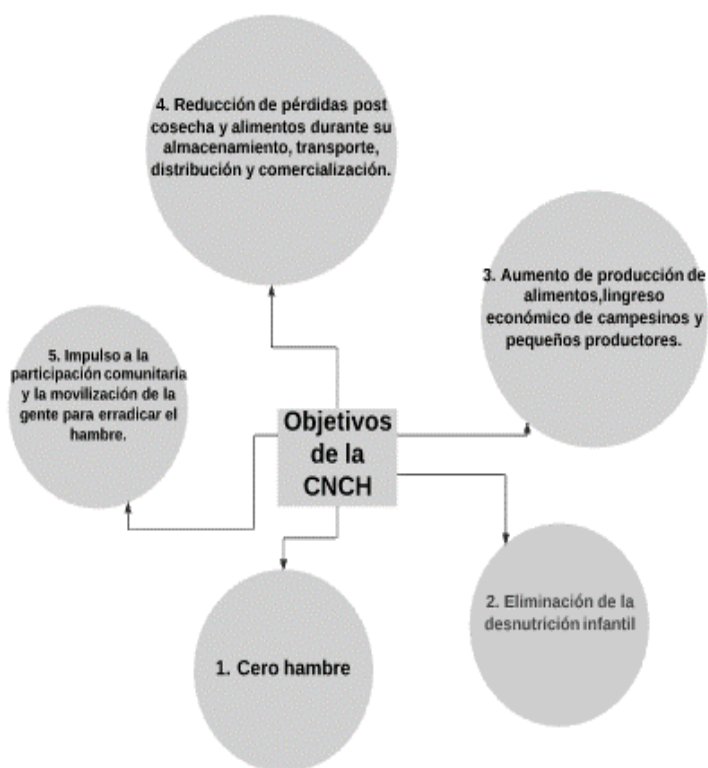 4. Reducción de pérdidas post
cosecha y alimentos durante su
almacenamiento, transporte,
distribución y comercialización.
3. Aumento de producción de
alimentos,lingreso
económico de campesinos y
pequeños productores.
5. Impulso a la
participación comunitaria
y la movilización de la
gente para erradicar el
hambre.
Objetivos
de la
CNCH
2. Eliminación de la
desnutrición infantil
1. Cero hambre